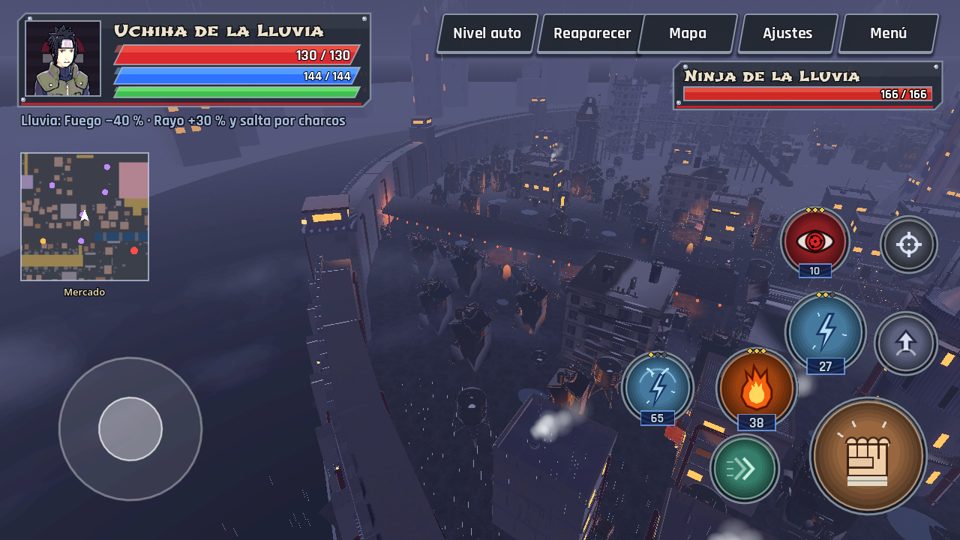 Uchiha de la Lluvia
130 / 130
144 / 144
Lluvia: Fuego −40 % · Rayo +30 % y salta por charcos
Nivel auto
Reaparecer
Mapa
Ajustes
Menú
Ninja de la Lluvia
166 / 166
Mercado
10
27
65
38